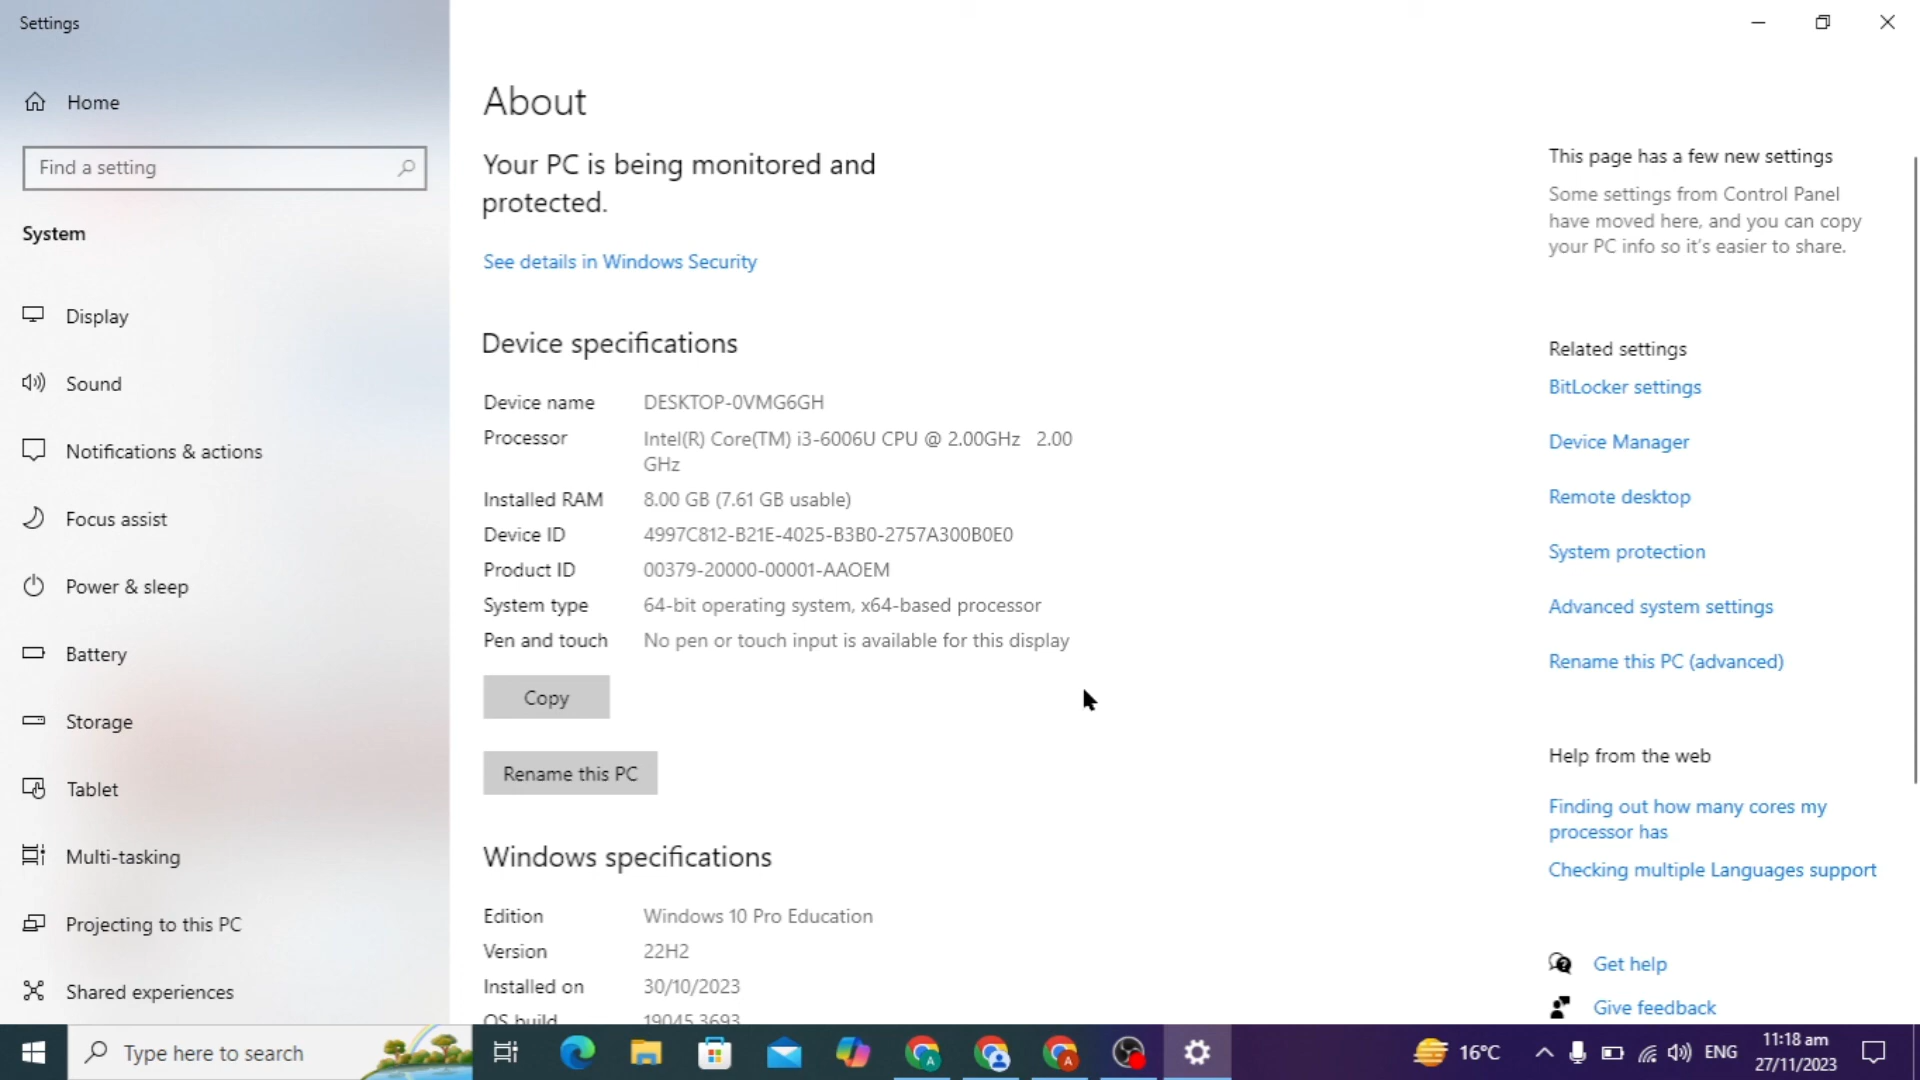 Settings
Home
Find a setting
System
Display
Sound
Notifications & actions
Focus assist
Power & sleep
Battery
Storage
Tablet
Multi-tasking
Projecting to this PC
Shared experiences
About
Your PC is being monitored and
protected.
See details in Windows Security
Device specifications
Device name DESKTOP-0VMG6GH
Processor Intel(R) Core(TM) i3-6006U CPU @ 2.00GHz 2.00
GHz
Installed RAM 8.00 GB (7.61 GB usable)
Device ID 4997C812-B21E-4025-B3B0-2757A300B0E0
Product ID 00379-20000-00001-AAOEM
System type 64-bit operating system, x64-based processor
Pen and touch No pen or touch input is available for this display
Copy
Rename this PC
Windows specifications
Edition Windows 10 Pro Education
Version 22H2
Installed on 30/10/2023
OS build 19045.3693
This page has a few new settings
Some settings from Control Panel
have moved here, and you can copy
your PC info so it's easier to share.
Related settings
BitLocker settings
Device Manager
Remote desktop
System protection
Advanced system settings
Rename this PC (advanced)
Help from the web
Finding out how many cores my
processor has
Checking multiple Languages support
Get help
Give feedback
Type here to search
A
A
16°C
ENG
11:18 am
27/11/2023